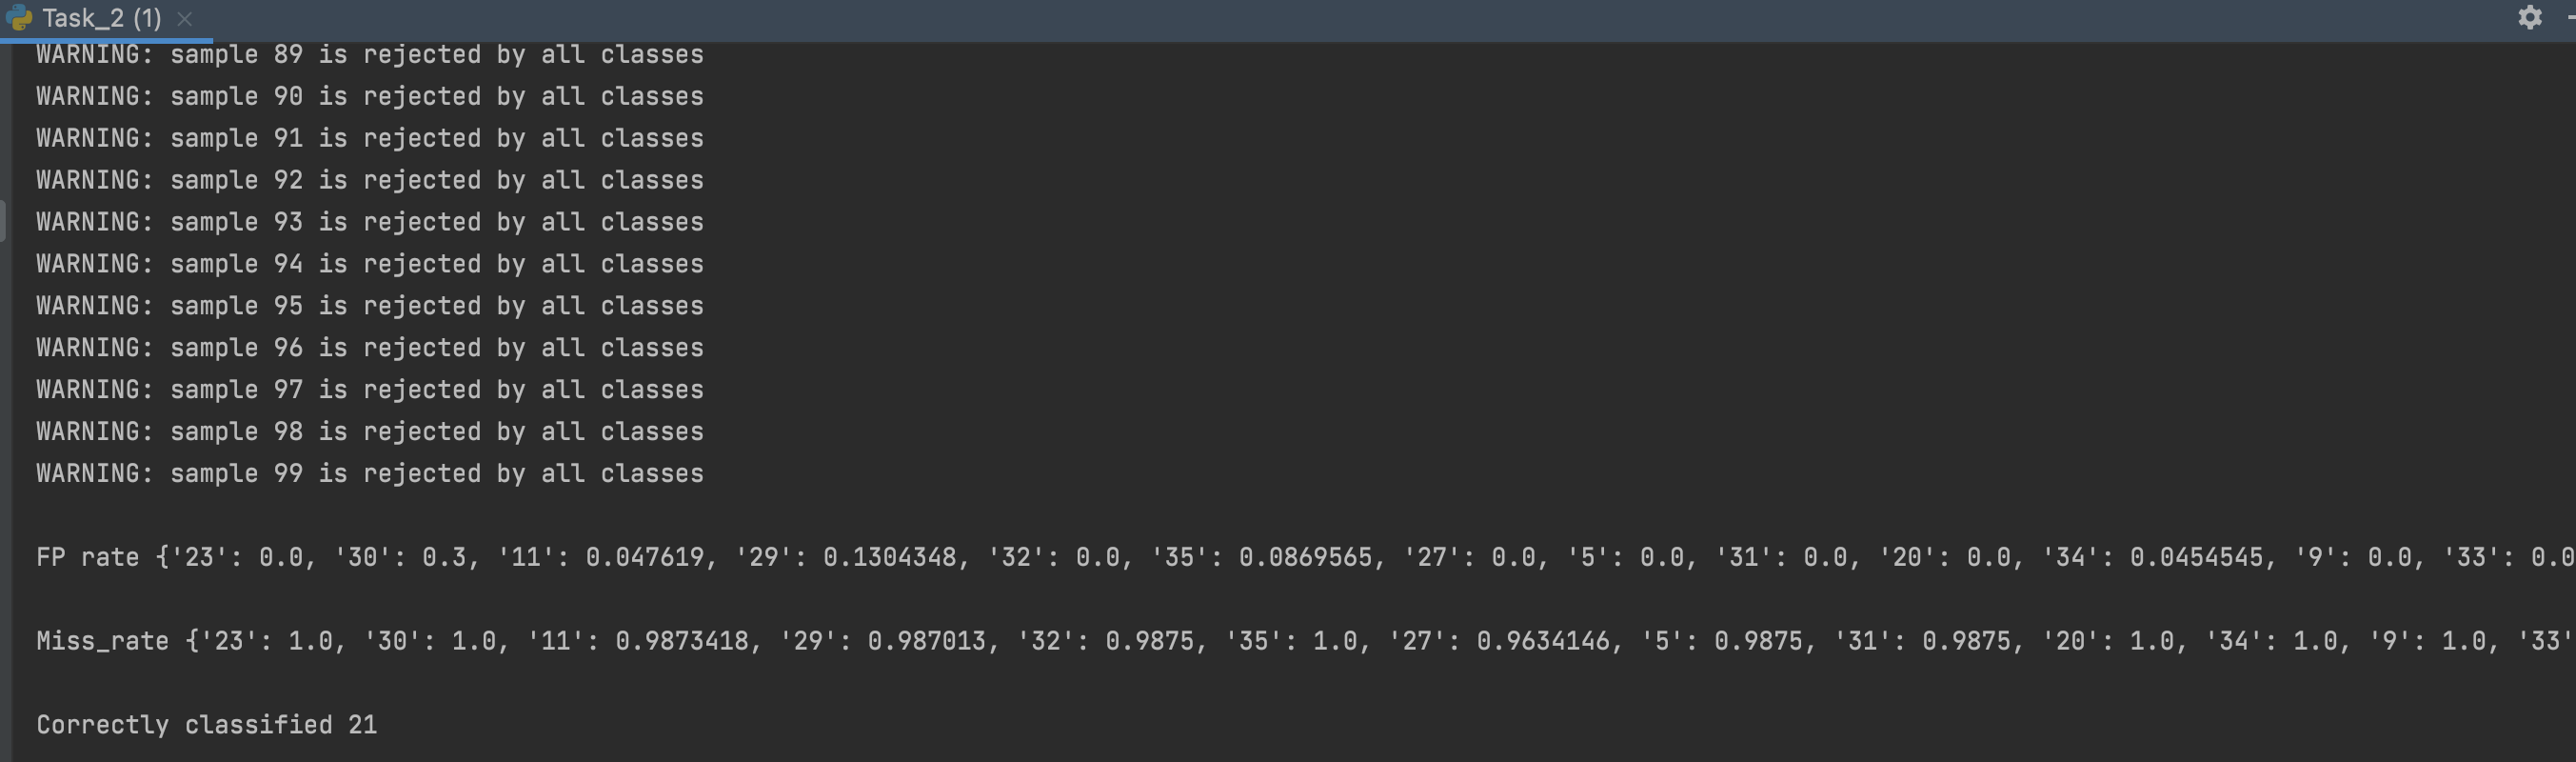 Task_2 (1)
WARNING: sample 89 is rejected by all classes
WARNING: sample 90 is rejected by all classes
WARNING: sample 91 is rejected by all classes
WARNING: sample 92 is rejected by all classes
WARNING: sample 93 is rejected by all classes
WARNING: sample 94 is rejected by all classes
WARNING: sample 95 is rejected by all classes
WARNING: sample 96 is rejected by all classes
WARNING: sample 97 is rejected by all classes
WARNING: sample 98 is rejected by all classes
WARNING: sample 99 is rejected by all classes
FP rate {'23': 0.0, '30': 0.3, '11': 0.047619, '29': 0.1304348, '32': 0.0, '35': 0.0869565, '27': 0.0, '5': 0.0, '31': 0.0, '20': 0.0, '34': 0.0454545, '9': 0.0, '33': 0.0
Miss_rate {'23': 1.0, '30': 1.0, '11': 0.9873418, '29': 0.987013, '32': 0.9875, '35': 1.0, '27': 0.9634146, '5': 0.9875, '31': 0.9875, '20': 1.0, '34': 1.0, '9': 1.0, '33'
Correctly classified 21